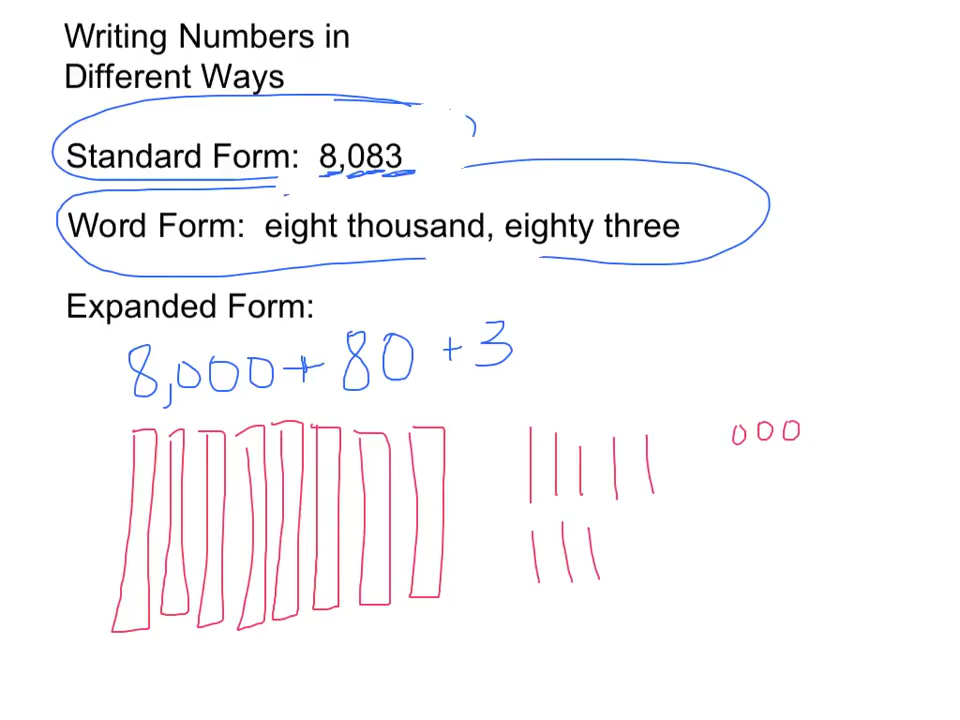 Writing Numbers in
Different Ways
Standard Form: 8,083
Word Form: eight thousand, eighty three
Expanded Form:
8,000 + 80 + 3